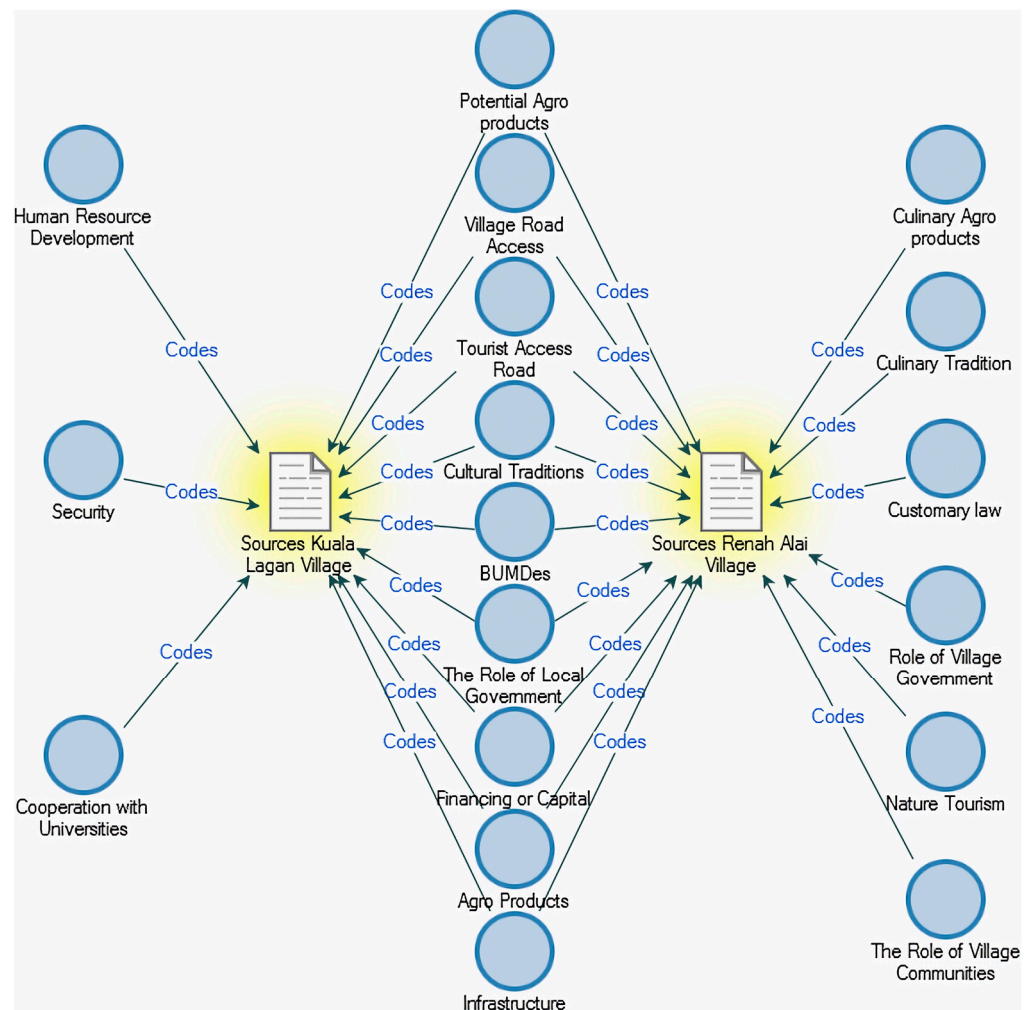 Potential Agro
products
Human Resource
Development
Village Road
Access
Culinary Agro
products
Codes
Codes
Tourist Access
Road
Codes
Codes
Codes
Codes
Culinary Tradition
Codes
Codes
Codes
Cultural Traditions
Codes
Codes
Codes
Security
Codes
Codes
Customary law
Codes
Codes
Sources Kuala
Lagan Village
Sources Renah Alai
Village
BUMDes
Codes
Codes
Codes
The Role of Local
Government
Role of Village
Government
Codes
Codes
Codes
Codes
Codes
Codes
Codes
Codes
Codes
Financing or Capital
Nature Tourism
Cooperation with
Universities
Agro Products
The Role of Village
Communities
Infrastructure